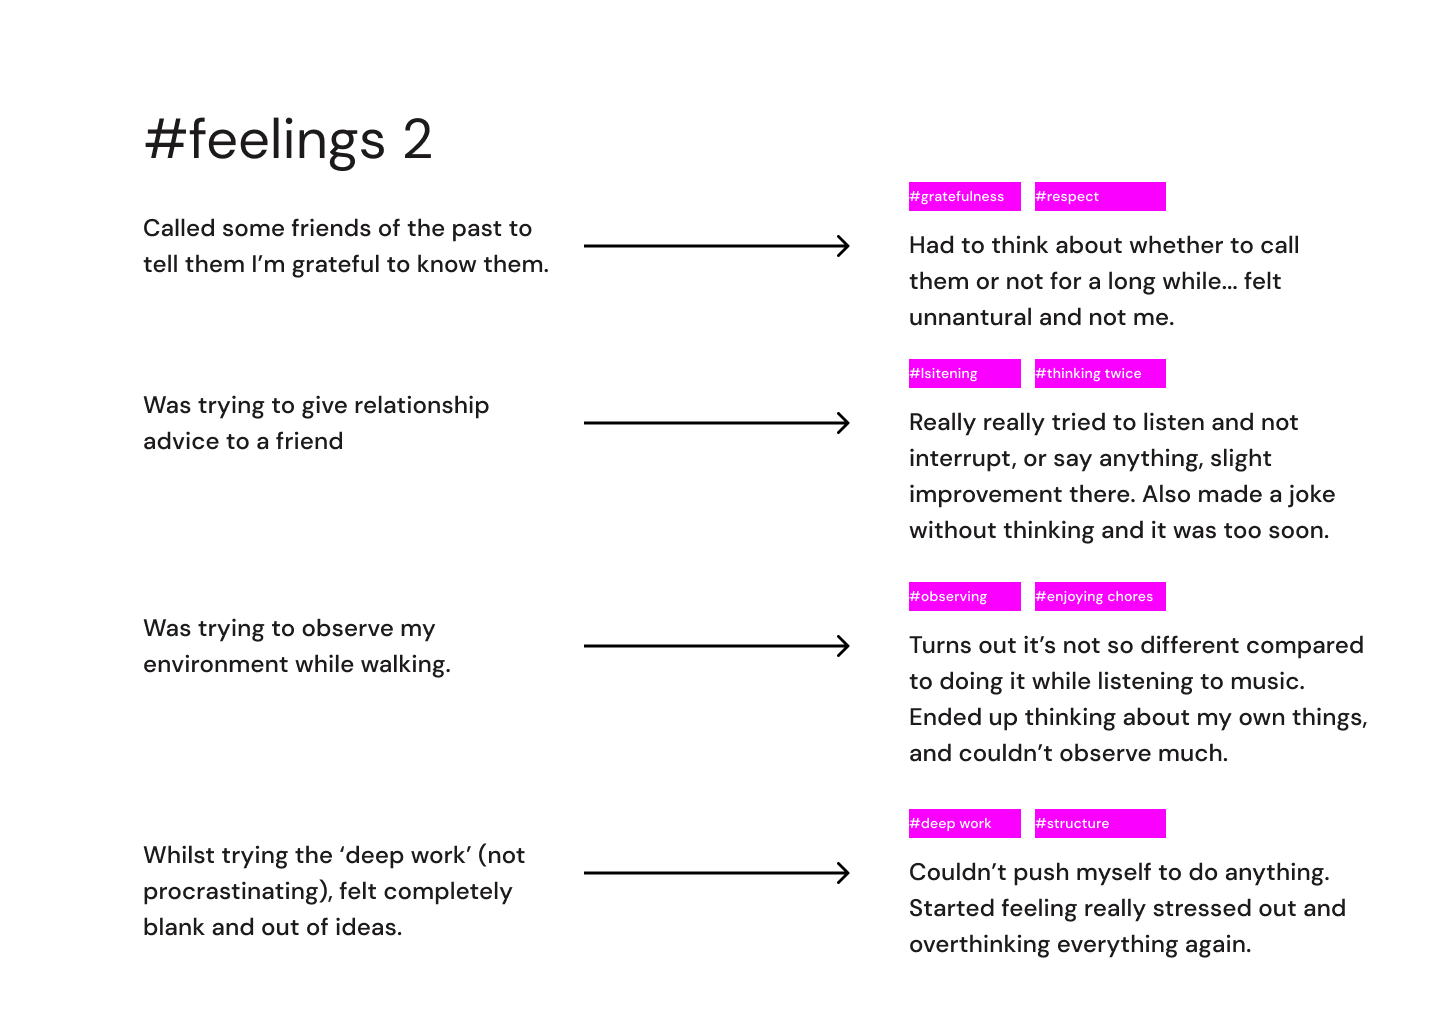 #feelings 2
Called some friends of the past to
tell them I’m grateful to know them.
#gratefulness #respect
Had to think about whether to call
them or not for a long while... felt
unnantural and not me.
Was trying to give relationship
advice to a friend
#lsitening #thinking twice
Really really tried to listen and not
interrupt, or say anything, slight
improvement there. Also made a joke
without thinking and it was too soon.
Was trying to observe my
environment while walking.
#observing #enjoying chores
Turns out it’s not so different compared
to doing it while listening to music.
Ended up thinking about my own things,
and couldn’t observe much.
Whilst trying the ‘deep work’ (not
procrastinating), felt completely
blank and out of ideas.
#deep work #structure
Couldn’t push myself to do anything.
Started feeling really stressed out and
overthinking everything again.